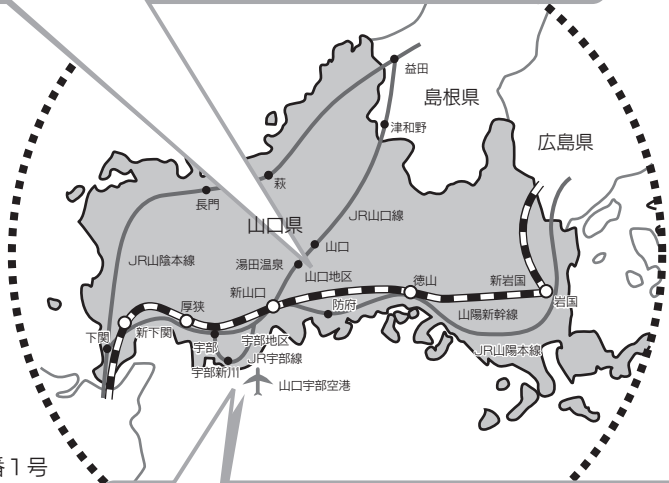 益田
島根県
津和野
広島県
萩
長門
山口県
JR山口線
山口
JR山陰本線
湯田温泉
山口地区
徳山
新岩国
新山口
防府
岩国
厚狭
山陽新幹線
下関
新下関
宇部
宇部地区
JR山陽本線
JR宇部線
宇部新川
山口宇部空港
番1号